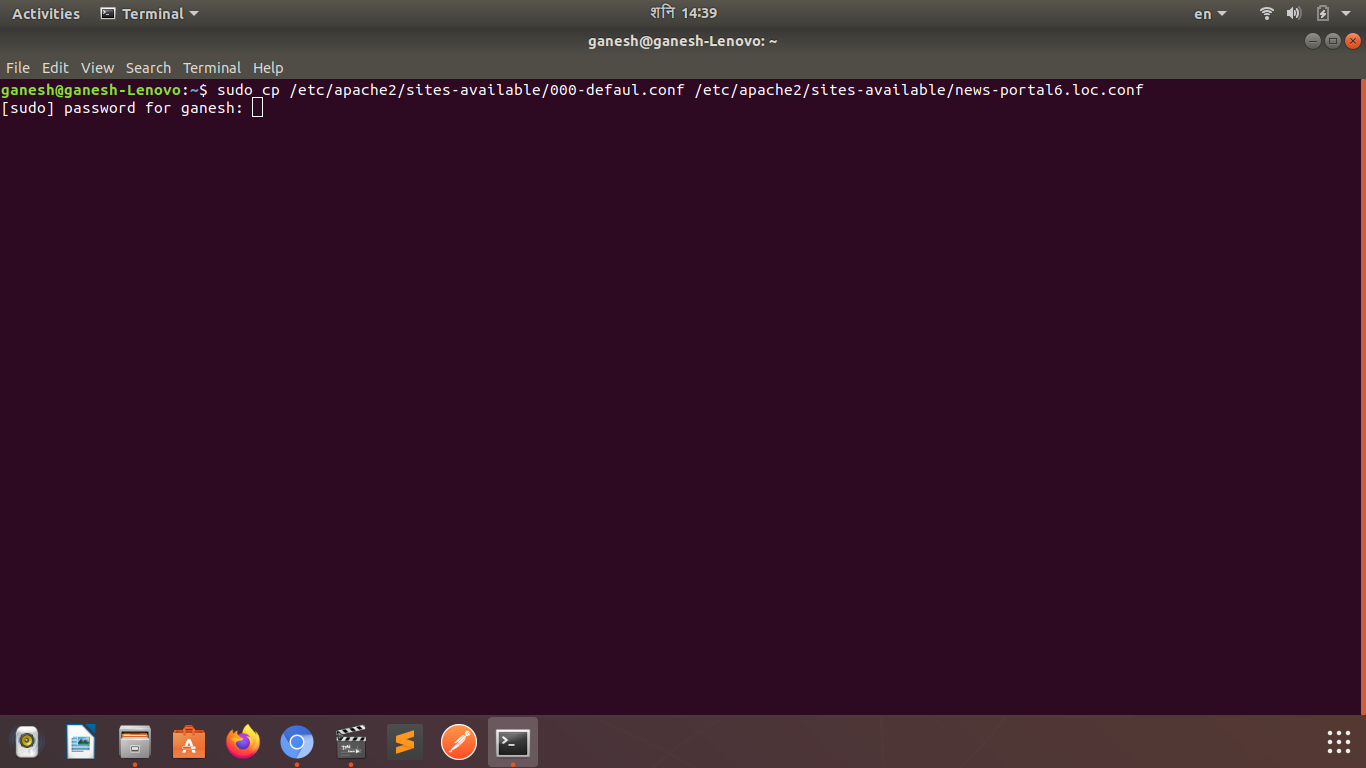 Activities Terminal शनि 14:39 en
ganesh@ganesh-Lenovo: ~
File Edit View Search Terminal Help
ganesh@ganesh-Lenovo:~$ sudo cp /etc/apache2/sites-available/000-defaul.conf /etc/apache2/sites-available/news-portal6.loc.conf
[sudo] password for ganesh: